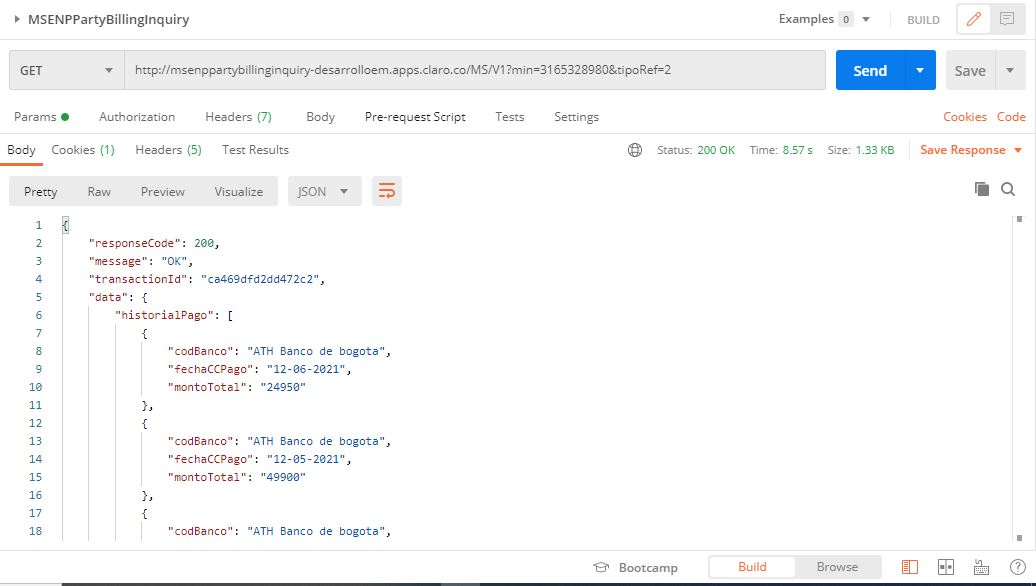 MSENPPartyBillingInquiry Examples 0 BUILD
GET http://msenppartybillinginquiry-desarrolloem.apps.claro.co/MS/V1?min=3165328980&tipoRef=2 Send Save
Params Authorization Headers (7) Body Pre-request Script Tests Settings Cookies Code
Body Cookies (1) Headers (5) Test Results Status: 200 OK Time: 8.57 s Size: 1.33 KB Save Response
Pretty Raw Preview Visualize JSON
1 {
2 "responseCode": 200,
3 "message": "OK",
4 "transactionId": "ca469dfd2dd472c2",
5 "data": {
6 "historialPago": [
7 {
8 "codBanco": "ATH Banco de bogota",
9 "fechaCCPago": "12-06-2021",
10 "montoTotal": "24950"
11 },
12 {
13 "codBanco": "ATH Banco de bogota",
14 "fechaCCPago": "12-05-2021",
15 "montoTotal": "49900"
16 },
17 {
18 "codBanco": "ATH Banco de bogota",
Bootcamp Build Browse ?